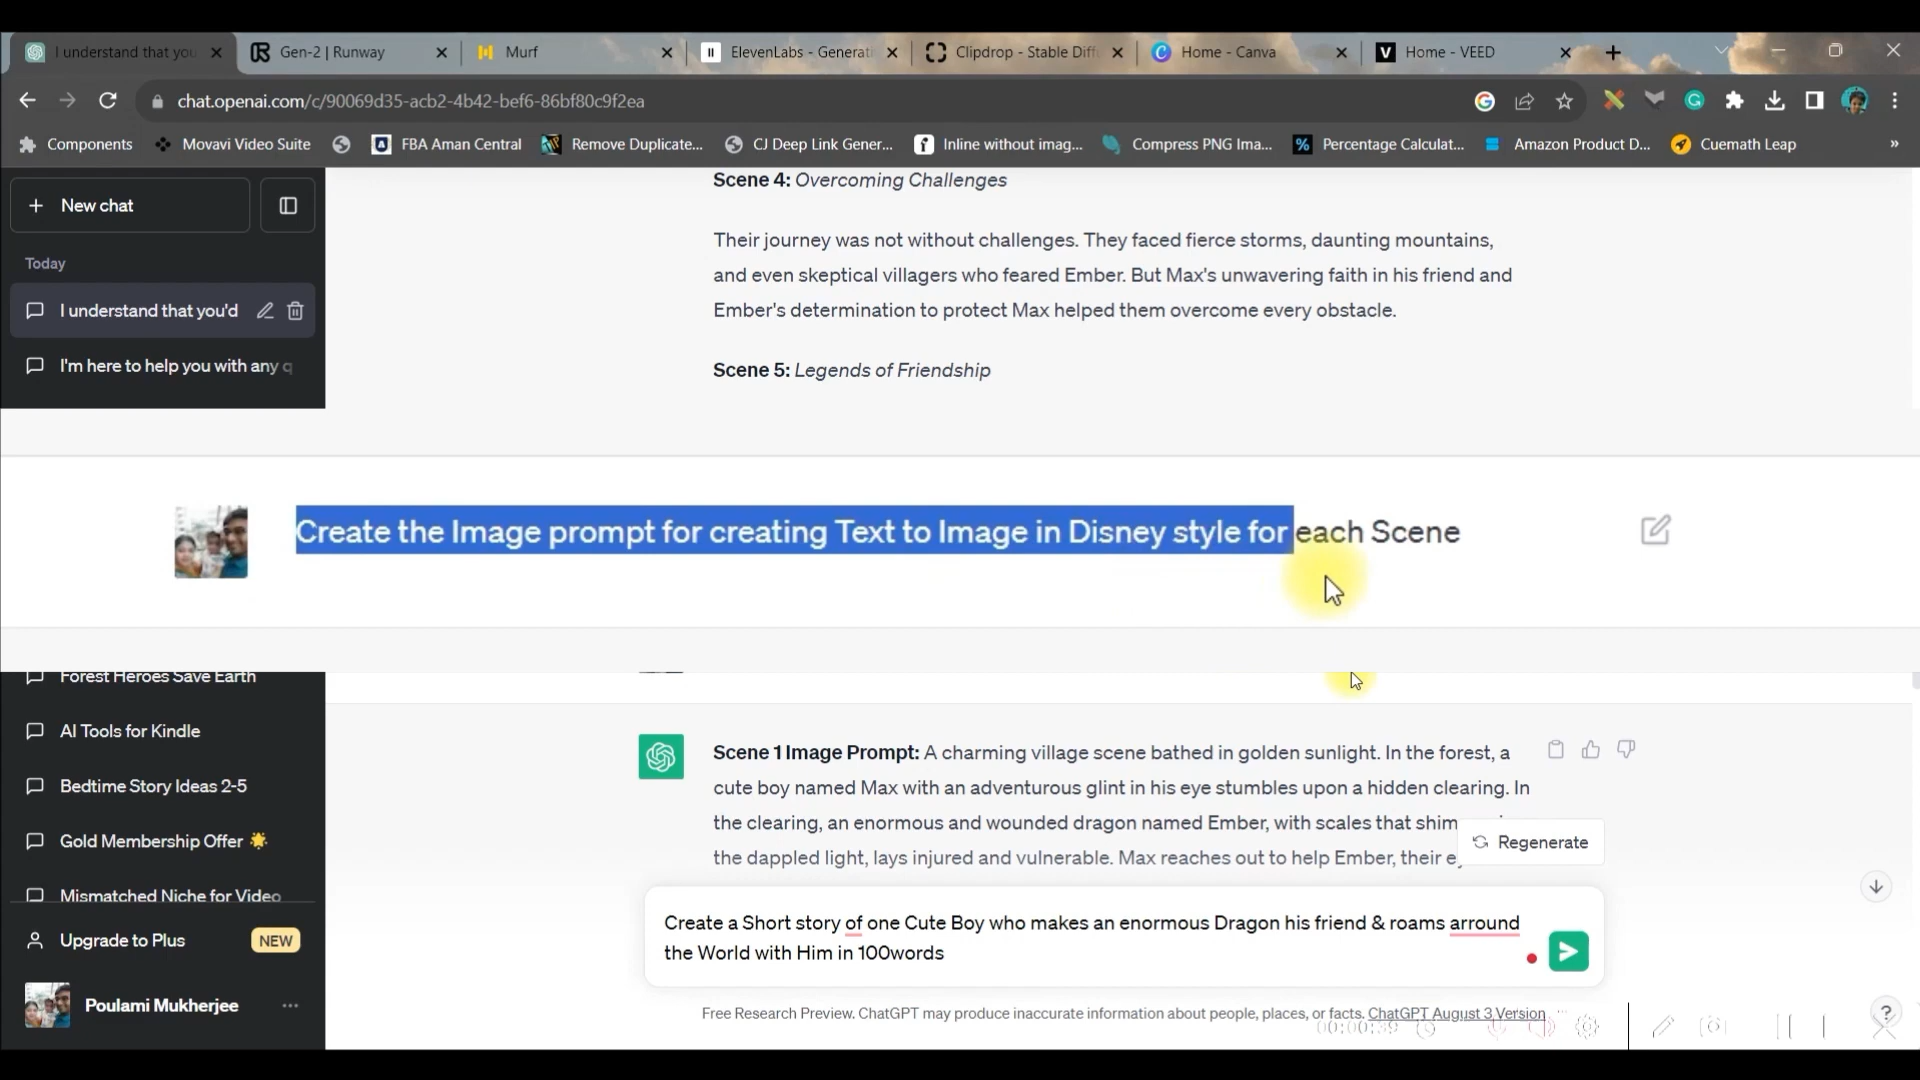 I understand that you
Gen-2 | Runway
Murf
ElevenLabs - Generati
Clipdrop - Stable Diff
Home - Canva
Home - VEED
chat.openai.com/c/90069d35-acb2-4b42-bef6-86bf80c9f2ea
Components
Movavi Video Suite
FBA Aman Central
Remove Duplicate...
CJ Deep Link Gener...
Inline without imag...
Compress PNG Ima...
Percentage Calculat...
Amazon Product D...
Cuemath Leap
New chat
Today
I understand that you'd
I'm here to help you with any q
Scene 4: Overcoming Challenges
Their journey was not without challenges. They faced fierce storms, daunting mountains,
and even skeptical villagers who feared Ember. But Max's unwavering faith in his friend and
Ember's determination to protect Max helped them overcome every obstacle.
Scene 5: Legends of Friendship
Create the Image prompt for creating Text to Image in Disney style for each Scene
Forest Heroes Save Earth
AI Tools for Kindle
Bedtime Story Ideas 2-5
Gold Membership Offer 🌟
Mismatched Niche for Video
Upgrade to Plus
NEW
Poulami Mukherjee
Scene 1 Image Prompt: A charming village scene bathed in golden sunlight. In the forest, a
cute boy named Max with an adventurous glint in his eye stumbles upon a hidden clearing. In
the clearing, an enormous and wounded dragon named Ember, with scales that shim
the dappled light, lays injured and vulnerable. Max reaches out to help Ember, their
Regenerate
Create a Short story of one Cute Boy who makes an enormous Dragon his friend & roams arround
the World with Him in 100words
Free Research Preview. ChatGPT may produce inaccurate information about people, places, or facts. ChatGPT August 3 Version
00:00:39